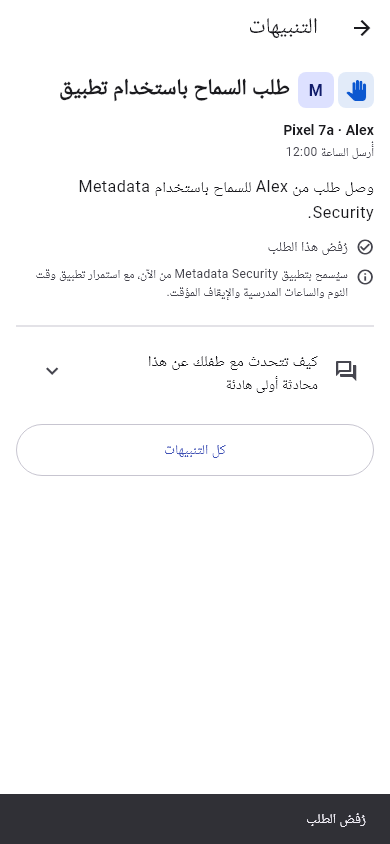 التنبيهات
M
طلب السماح باستخدام تطبيق
Pixel 7a · Alex
أُرسل الساعة 12:00
وصل طلب من Alex للسماح باستخدام Metadata
Security.
رُفض هذا الطلب
سيُسمح بتطبيق Metadata Security من الآن، مع استمرار تطبيق وقت
النوم والساعات المدرسية والإيقاف المؤقت.
كيف تتحدث مع طفلك عن هذا
محادثة أولى هادئة
كل التنبيهات
رُفض الطلب